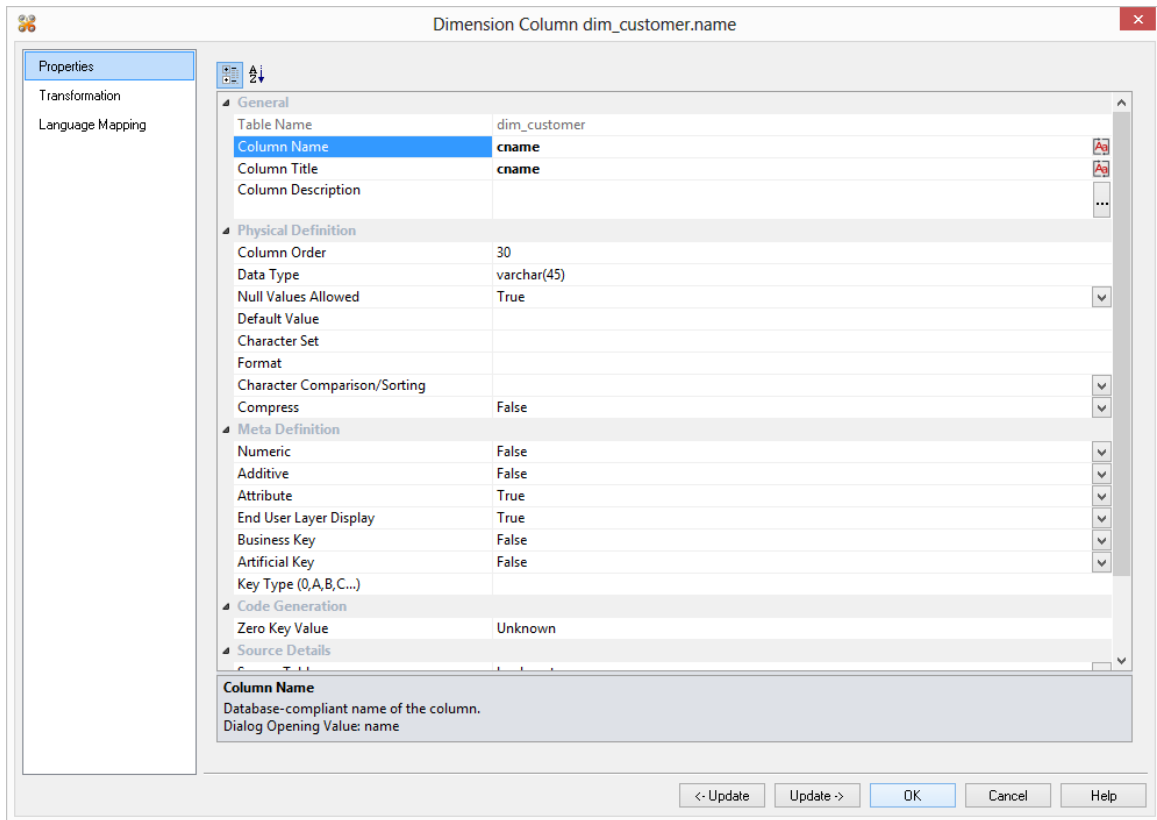 Dimension Column dim_customer.name
Properties
Transformation
Language Mapping
General
Table Name dim_customer
Column Name cname
Column Title cname
Column Description ...
Physical Definition
Column Order 30
Data Type varchar(45)
Null Values Allowed True
Default Value
Character Set
Format
Character Comparison/Sorting
Compress False
Meta Definition
Numeric False
Additive False
Attribute True
End User Layer Display True
Business Key False
Artificial Key False
Key Type (0,A,B,C...)
Code Generation
Zero Key Value Unknown
Source Details
Column Name
Database-compliant name of the column.
Dialog Opening Value: name
<- Update Update -> OK Cancel Help